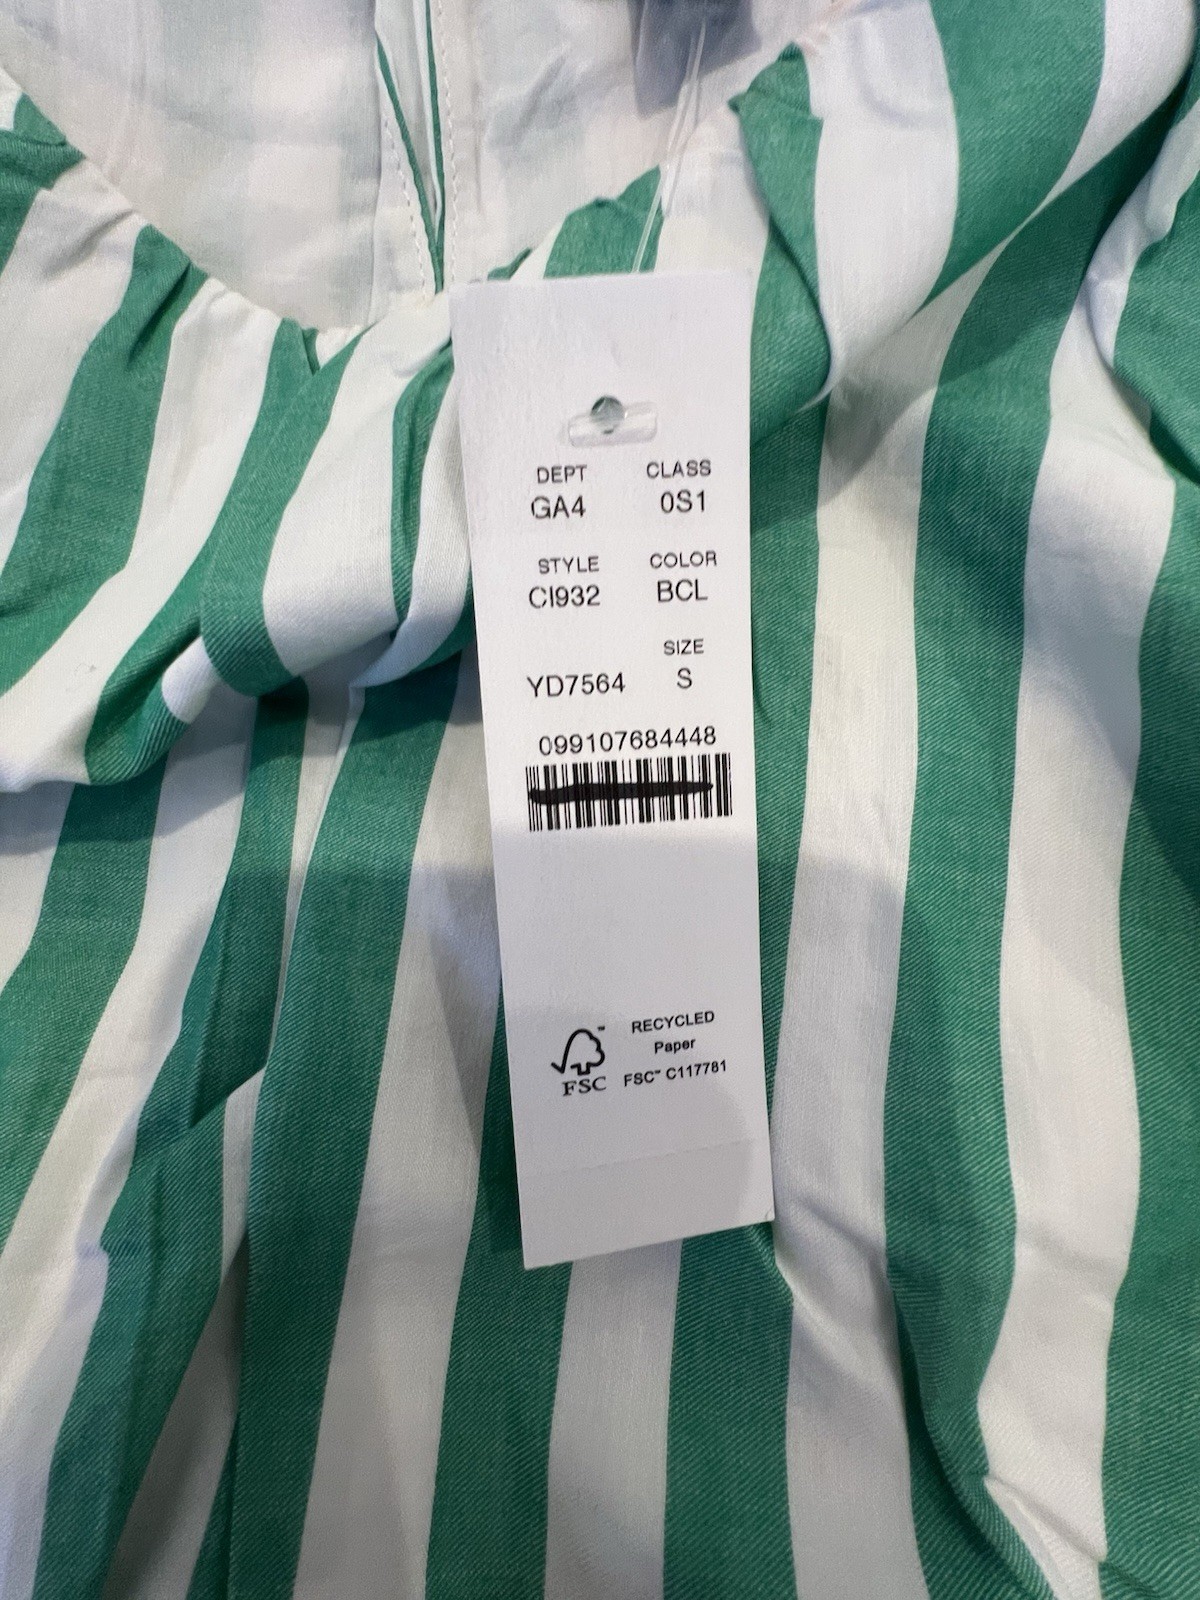 DEPT CLASS
GA4 0S1
STYLE COLOR
CI932 BCL
SIZE
YD7564 S
099107684448
RECYCLED
Paper
FSC FSC™ C117781